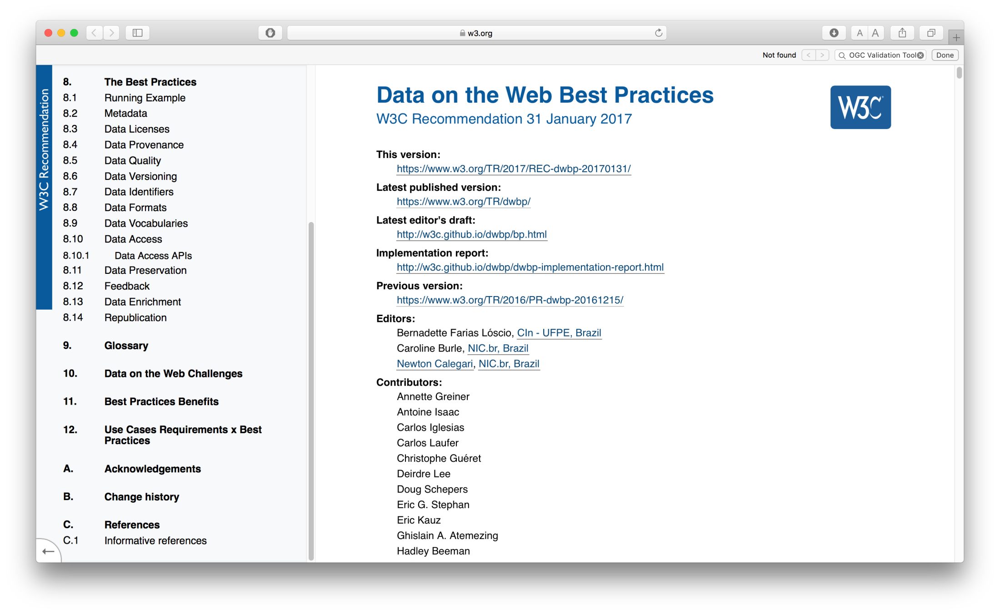 w3.org
A A
Not found
< >
OGC Validation Tool
Done
W3C Recommendation
8. The Best Practices
8.1 Running Example
8.2 Metadata
8.3 Data Licenses
8.4 Data Provenance
8.5 Data Quality
8.6 Data Versioning
8.7 Data Identifiers
8.8 Data Formats
8.9 Data Vocabularies
8.10 Data Access
8.10.1 Data Access APIs
8.11 Data Preservation
8.12 Feedback
8.13 Data Enrichment
8.14 Republication
9. Glossary
10. Data on the Web Challenges
11. Best Practices Benefits
12. Use Cases Requirements x Best
Practices
A. Acknowledgements
B. Change history
C. References
C.1 Informative references
Data on the Web Best Practices
W3C Recommendation 31 January 2017
W3C
This version:
https://www.w3.org/TR/2017/REC-dwbp-20170131/
Latest published version:
https://www.w3.org/TR/dwbp/
Latest editor's draft:
http://w3c.github.io/dwbp/bp.html
Implementation report:
http://w3c.github.io/dwbp/dwbp-implementation-report.html
Previous version:
https://www.w3.org/TR/2016/PR-dwbp-20161215/
Editors:
Bernadette Farias Lóscio, CIn - UFPE, Brazil
Caroline Burle, NIC.br, Brazil
Newton Calegari, NIC.br, Brazil
Contributors:
Annette Greiner
Antoine Isaac
Carlos Iglesias
Carlos Laufer
Christophe Guéret
Deirdre Lee
Doug Schepers
Eric G. Stephan
Eric Kauz
Ghislain A. Atemezing
Hadley Beeman